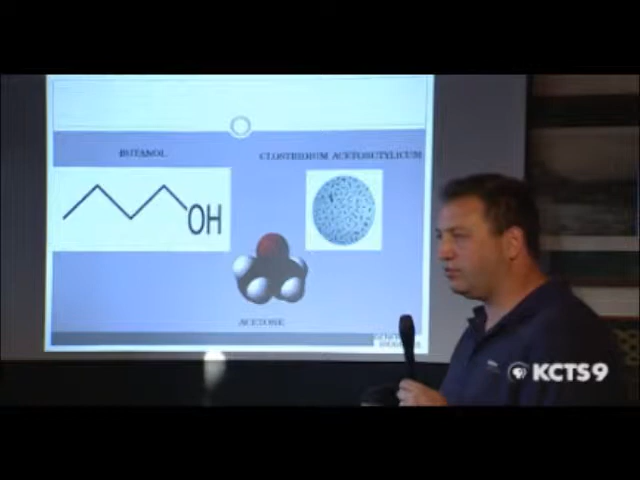 BUTANOL
CLOSTRIDIUM ACETOBUTYLICUM
OH
ACETONE
KCTS9